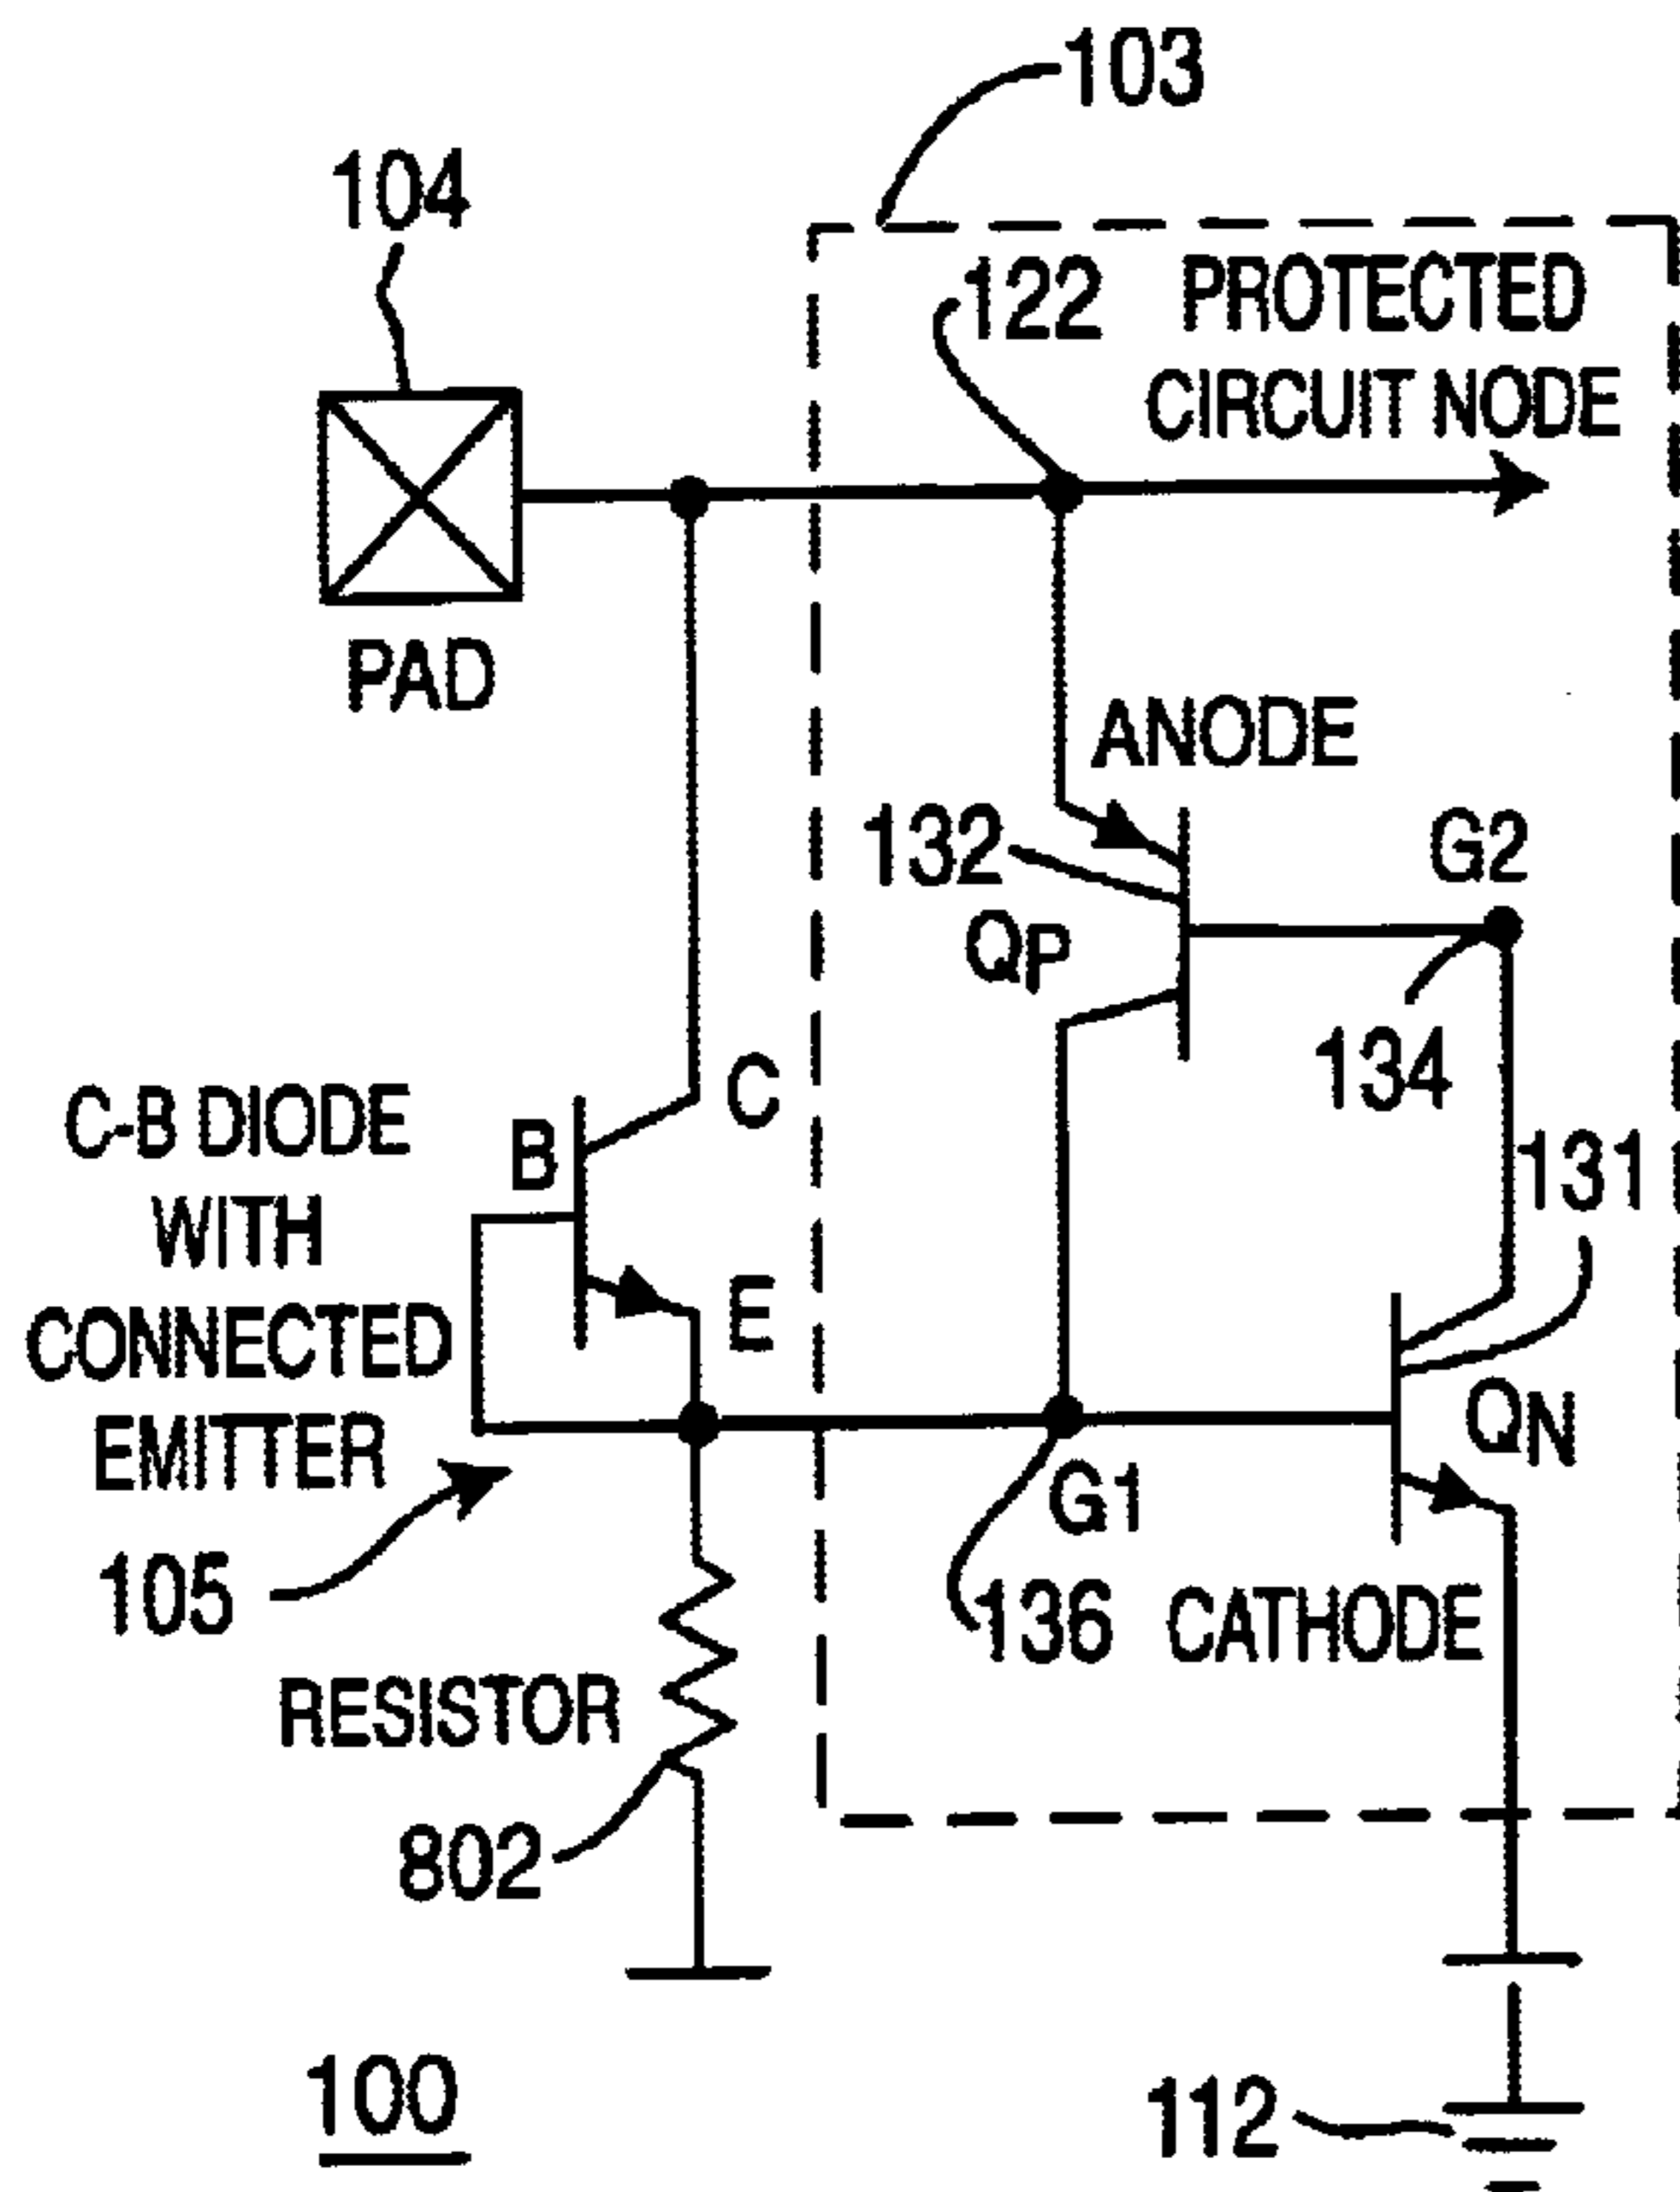 103
104
122 PROTECTED
CIRCUIT NODE
PAD
ANODE
132
G2
QP
134
C
C-B DIODE
WITH
CONNECTED
EMITTER
B
131
E
QN
G1
105
136 CATHODE
RESISTOR
802
100
112